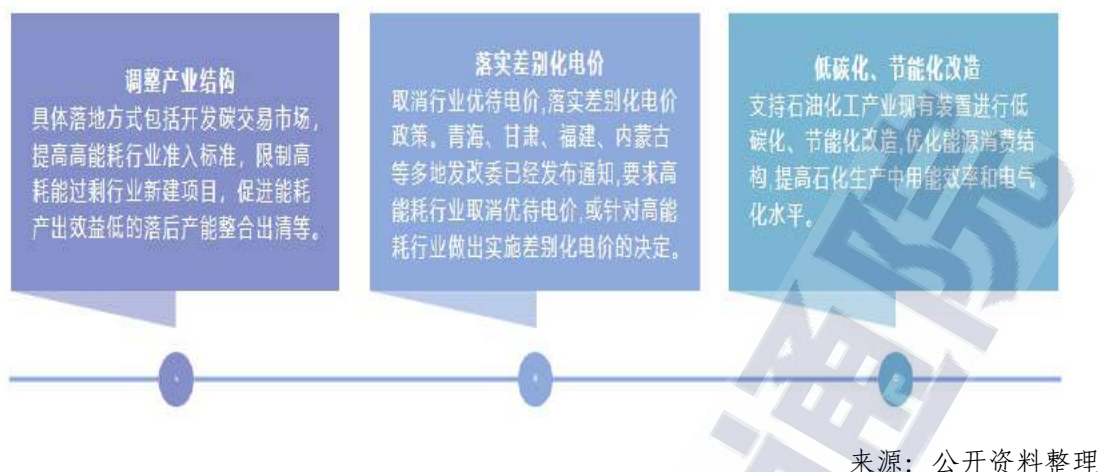 调整产业结构
具体落地方式包括开发碳交易市场，
提高高能耗行业准入标准，限制高
耗能过剩行业新建项目，促进能耗
产出效益低的落后产能整合出清等。
落实差别化电价
取消行业优待电价,落实差别化电价
政策。青海、甘肃、福建、内蒙古
等多地发改委已经发布通知,要求高
能耗行业取消优待电价,或针对高能
耗行业做出实施差别化电价的决定。
低碳化、节能化改造
支持石油化工产业现有装置进行低
碳化、节能化改造,优化能源消费结
构,提高石化生产中用能效率和电气
化水平。
来源：公开资料整理
通院